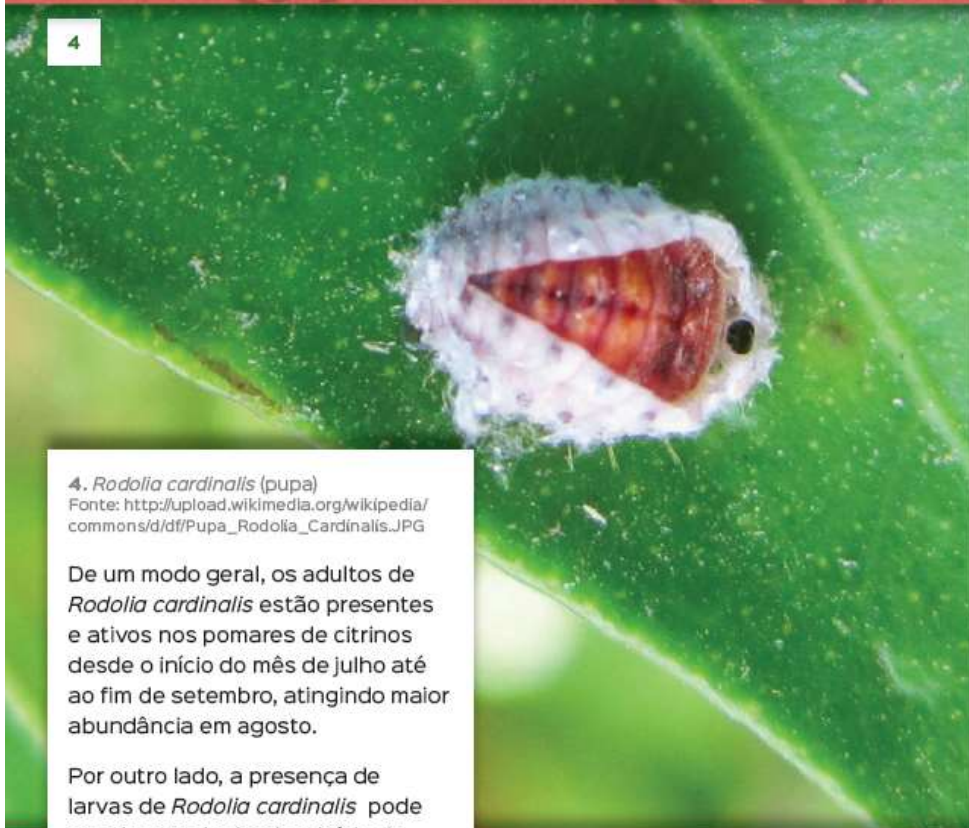 4
4. Rodolia cardinalis (pupa)
Fonte: http://upload.wikimedia.org/wikipedia/
commons/d/df/Pupa_Rodolia_Cardinalis.JPG
De um modo geral, os adultos de
Rodolia cardinalis estão presentes
e ativos nos pomares de citrinos
desde o início do mês de julho até
ao fim de setembro, atingindo maior
abundância em agosto.
Por outro lado, a presença de
larvas de Rodolia cardinalis pode